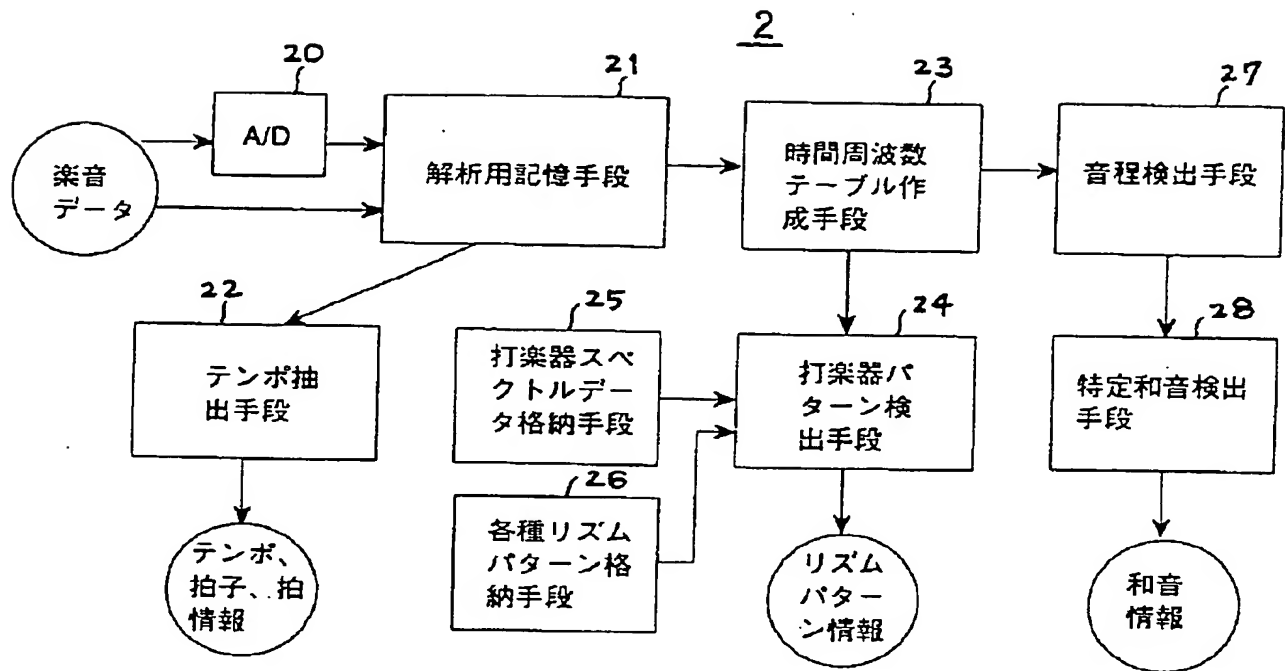 2
20
21
23
27
A/D
楽音
データ
解析用記憶手段
時間周波数
テーブル作
成手段
音程検出手段
22
25
24
28
テンポ抽
出手段
打楽器スペ
クトルデー
タ格納手段
打楽器パ
ターン検
出手段
特定和音検出
手段
26
各種リズム
パターン格
納手段
テンポ、
拍子、拍
情報
リズム
パター
ン情報
和音
情報